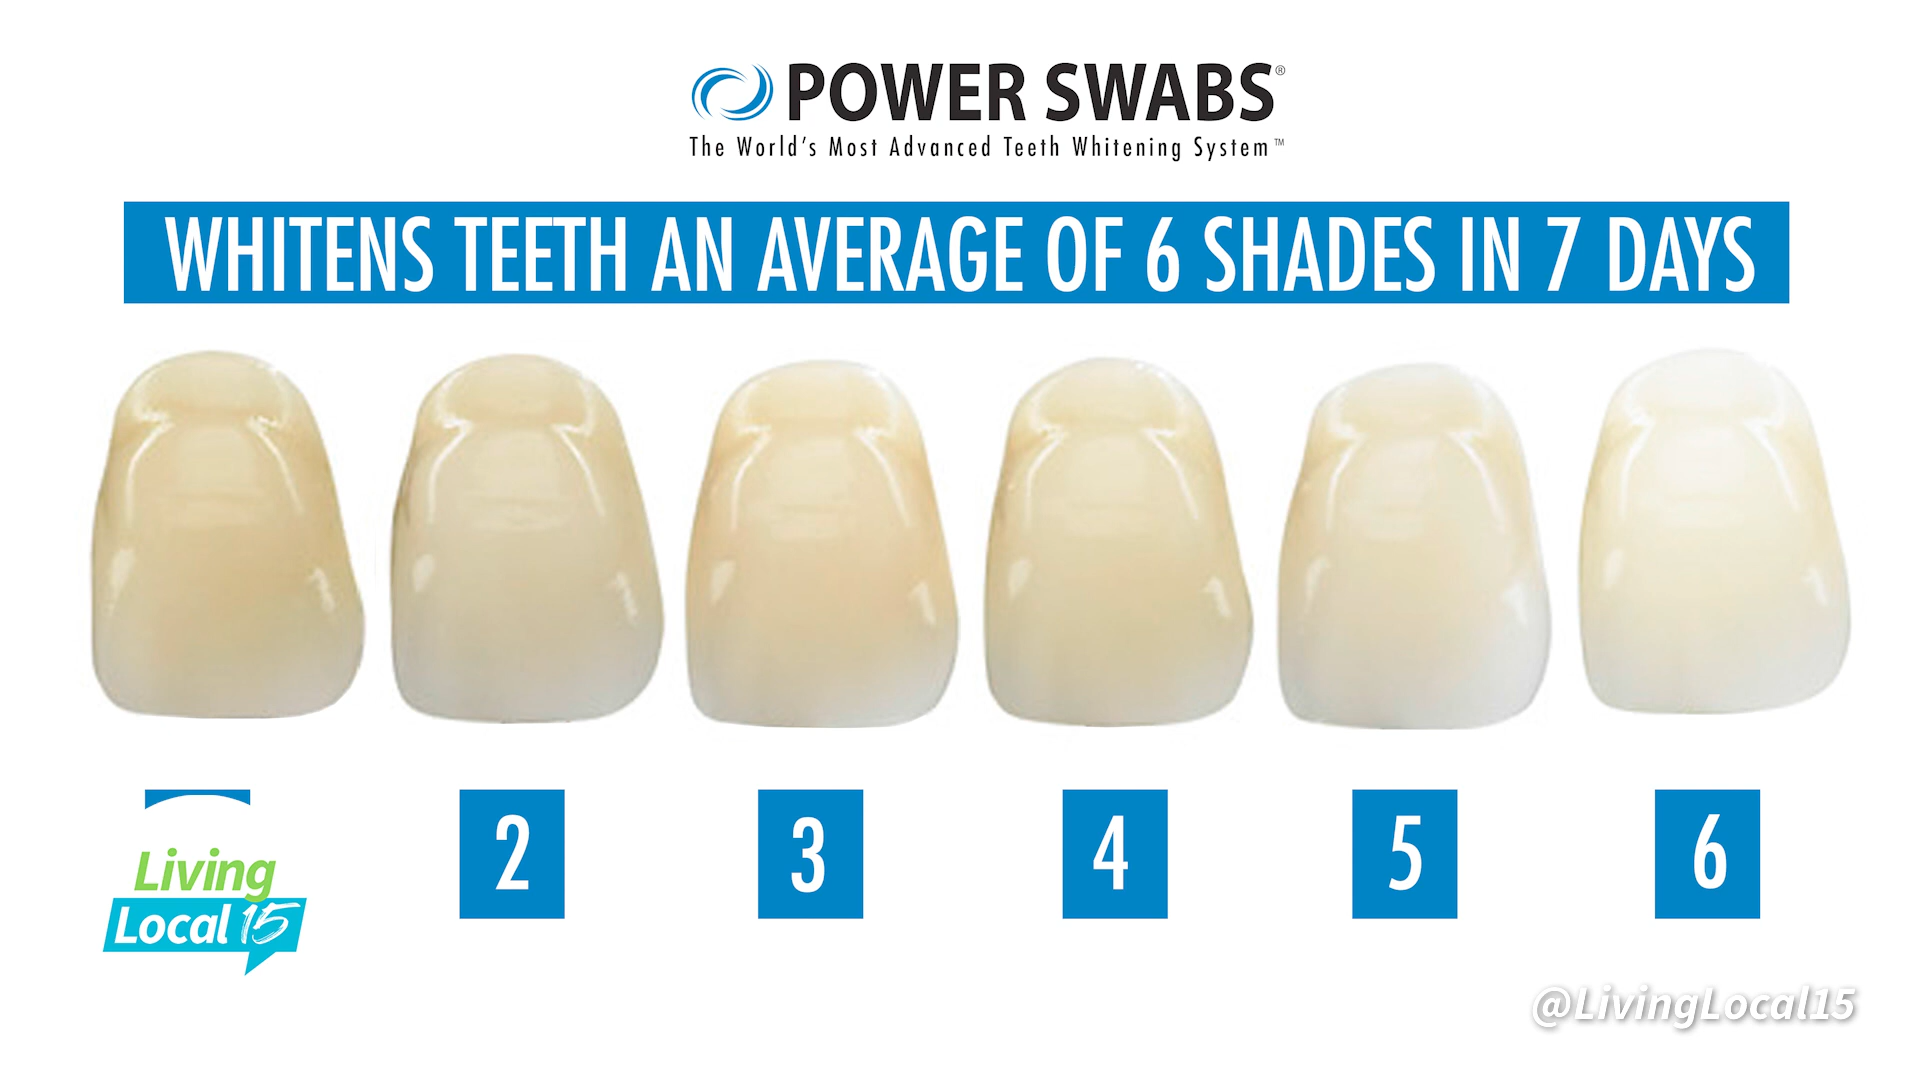 POWER SWABS®
The World's Most Advanced Teeth Whitening System™
WHITENS TEETH AN AVERAGE OF 6 SHADES IN 7 DAYS
2 3 4 5 6
Living
Local 15
@LivingLocal15